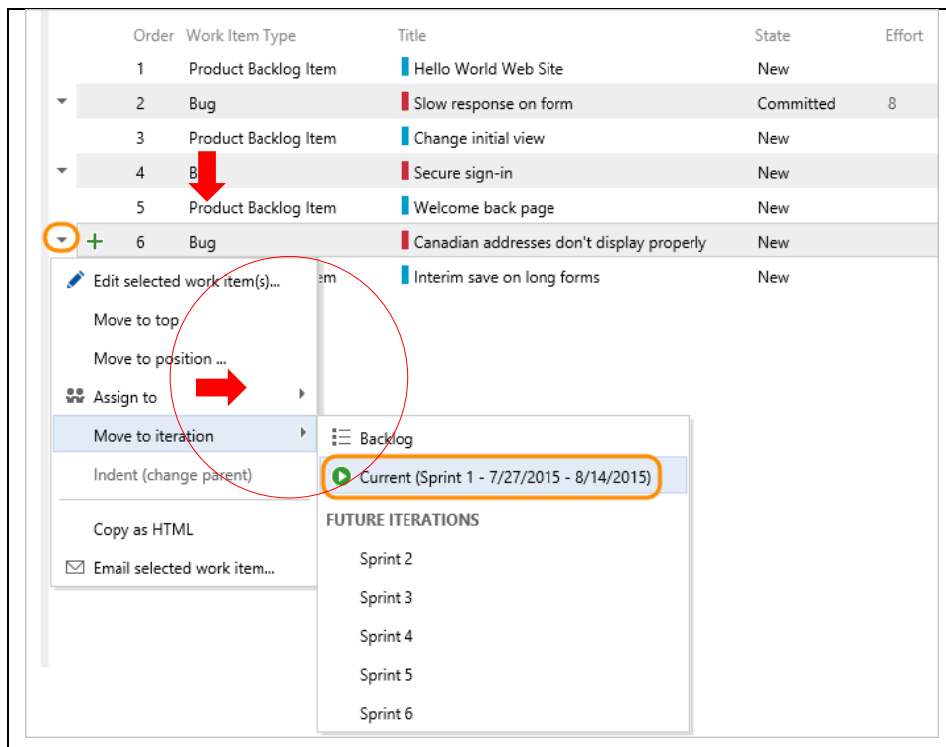 Order Work Item Type Title State Effort
1 Product Backlog Item Hello World Web Site New
2 Bug Slow response on form Committed 8
3 Product Backlog Item Change initial view New
4 B Secure sign-in New
5 Product Backlog Item Welcome back page New
6 Bug Canadian addresses don't display properly New
Edit selected work item(s)... em Interim save on long forms New
Move to top
Move to position ...
Assign to
Move to iteration
Backlog
Indent (change parent)
Current (Sprint 1 - 7/27/2015 - 8/14/2015)
FUTURE ITERATIONS
Copy as HTML
Sprint 2
Email selected work item...
Sprint 3
Sprint 4
Sprint 5
Sprint 6